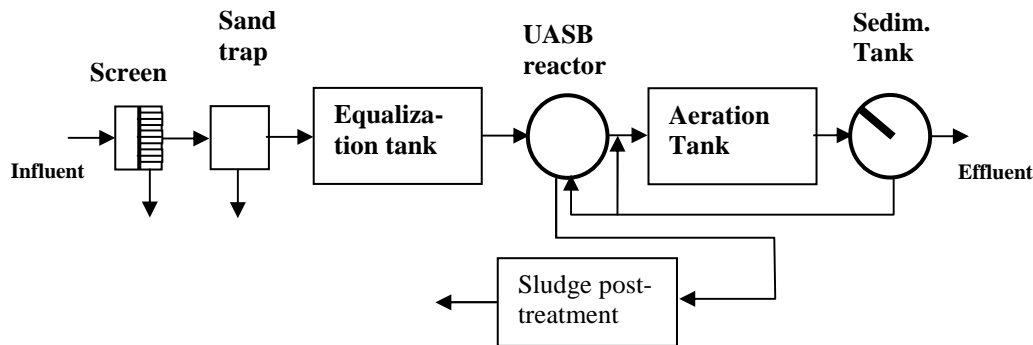 Screen
Sand
trap
UASB
reactor
Sedim.
Tank
Influent
Equaliza-
tion tank
Aeration
Tank
Effluent
Sludge post-
treatment